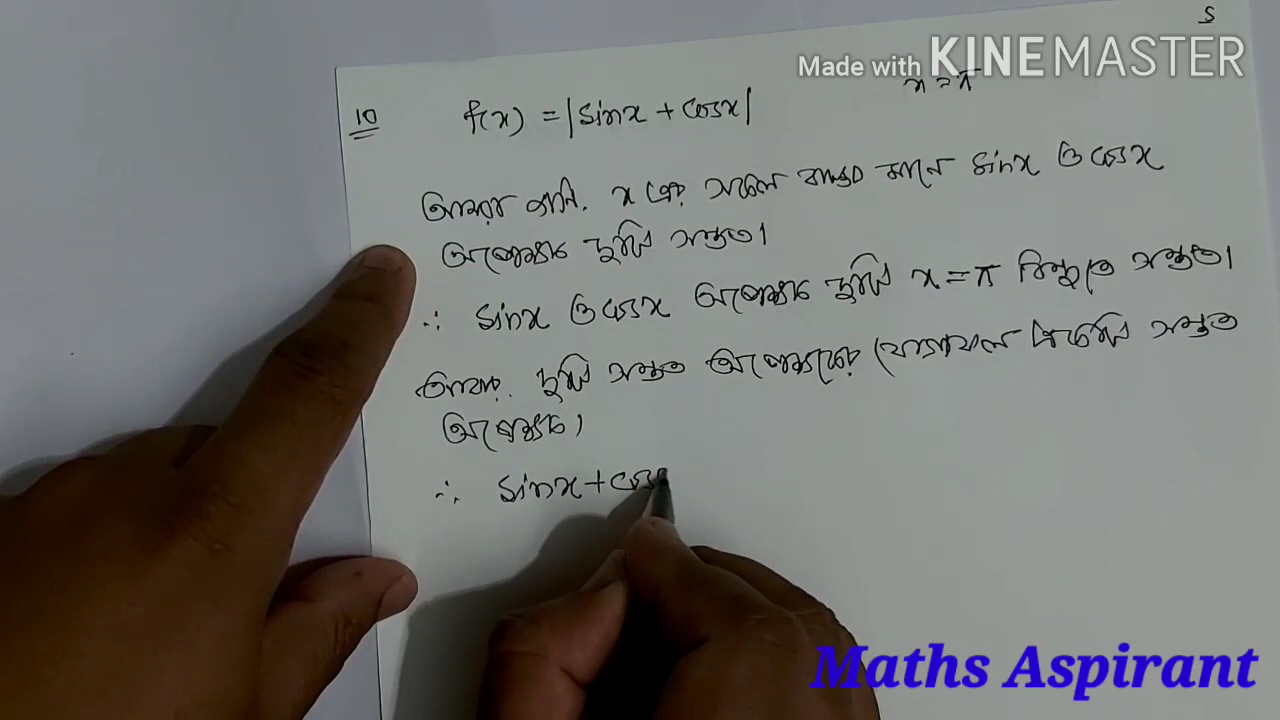 S
Made with KINEMASTER
x = π
10 f(x) = |sinx + cosx|
আমরা জানি, x এর সকল বাস্তব মানে sinx ও cosx
অপেক্ষক দুটি সন্তত।
∴ sinx ও cosx অপেক্ষক দুটি x = π বিন্দুতে সন্তত।
আবার, দুটি সন্তত অপেক্ষকের যোগফল একটি সন্তত
অপেক্ষক।
∴ sinx + cos
Maths Aspirant